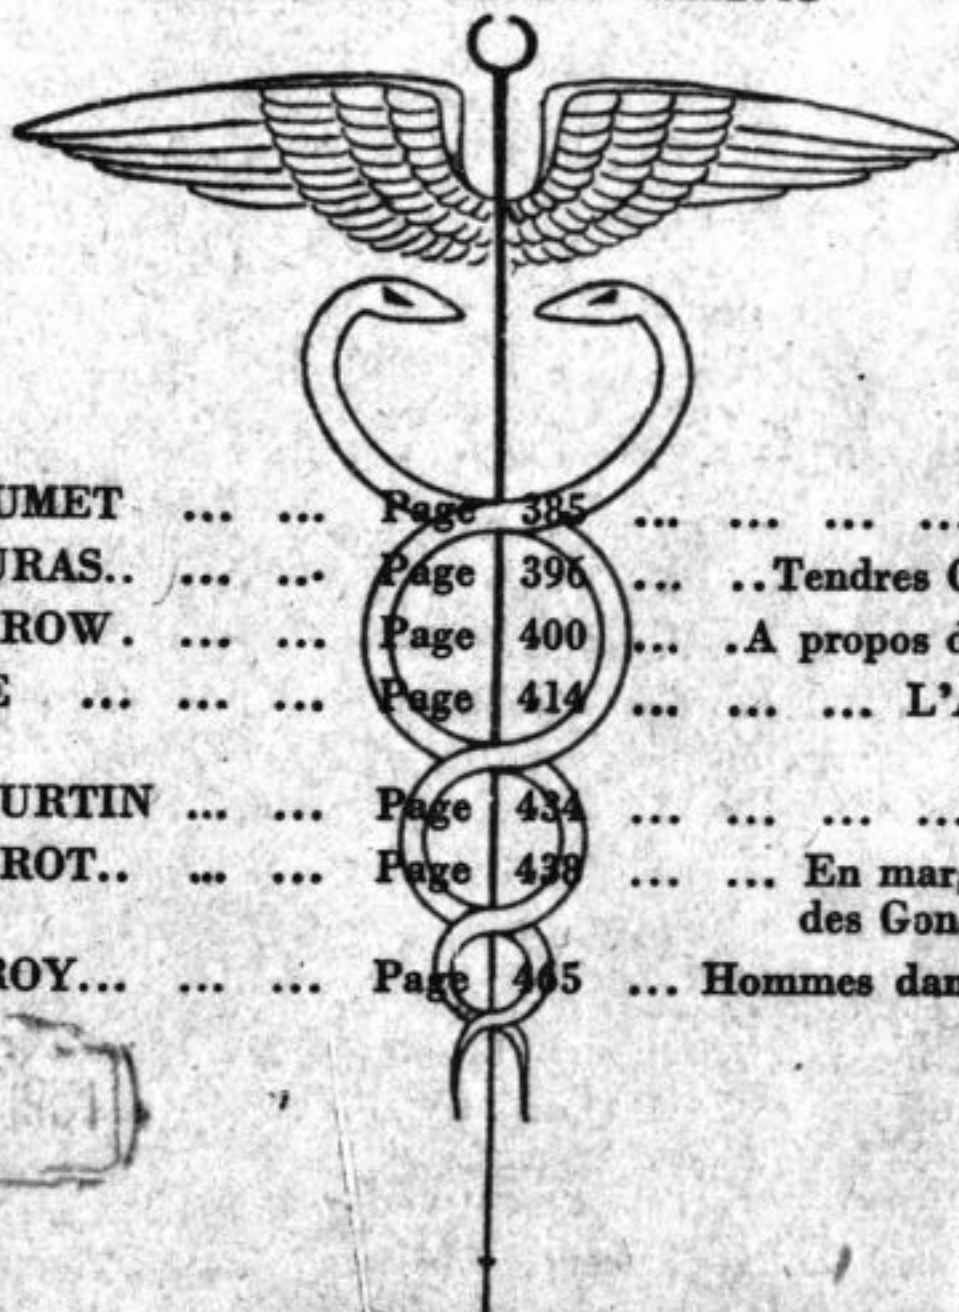 UMET ... ... Page 385 ... ... ... ...
URAS.. ... ... Page 396 ... ..Tendres
ROW . ... ... Page 400 ... .A propos d
E ... ... ... Page 414 ... ... ... L'A
URTIN ... ... Page 434 ... ... ... ...
ROT.. ... ... Page 438 ... ... En marg
des Gon
ROY... ... ... Page 465 ... Hommes dan